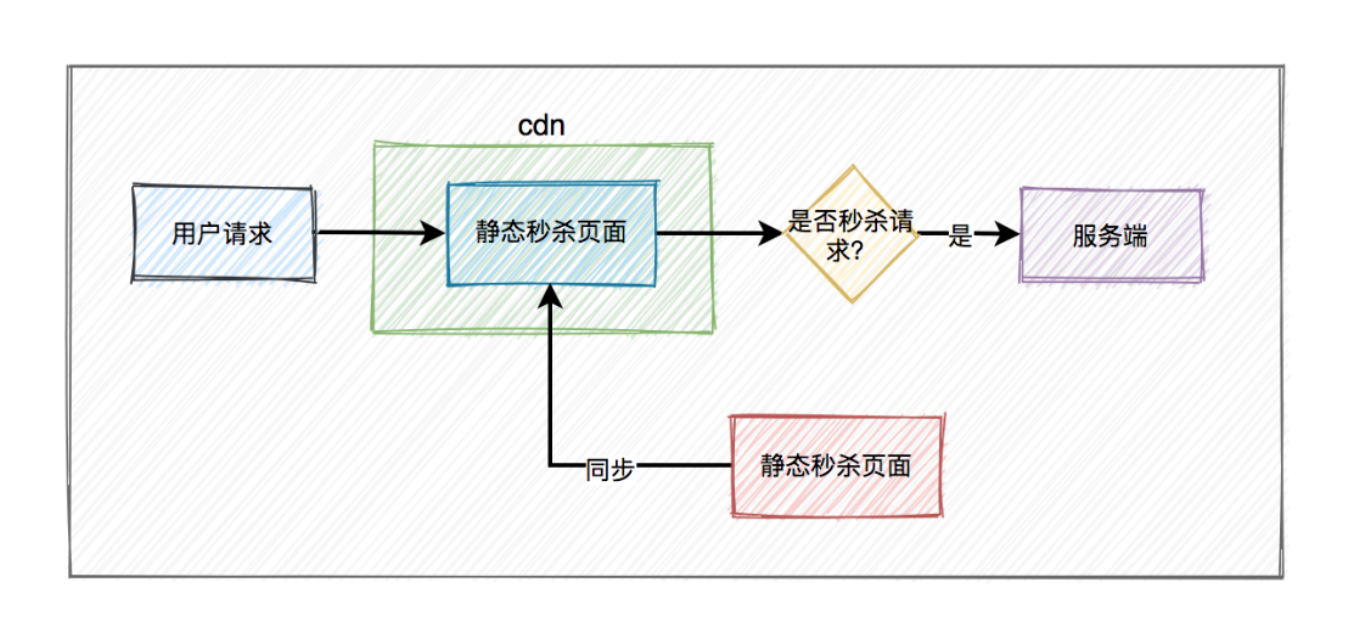 cdn
用户请求
静态秒杀页面
是否秒杀请
求?
是
服务端
同步
静态秒杀页面